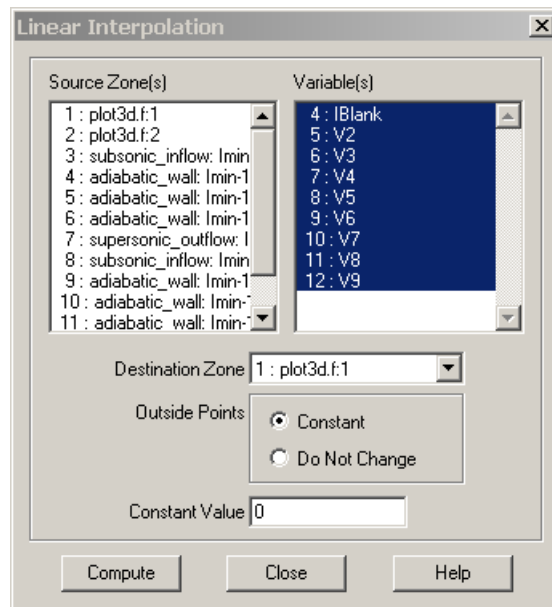 Linear Interpolation
Source Zone(s)
1 : plot3d.f:1
2 : plot3d.f:2
3 : subsonic_inflow: Imin
4 : adiabatic_wall: Imin-1
5 : adiabatic_wall: Imin-1
6 : adiabatic_wall: Imin-1
7 : supersonic_outflow: I
8 : subsonic_inflow: Imin
9 : adiabatic_wall: Imin-1
10 : adiabatic_wall: Imin-
11 : adiabatic_wall: Imin-
Variable(s)
4 : IBlank
5 : V2
6 : V3
7 : V4
8 : V5
9 : V6
10 : V7
11 : V8
12 : V9
Destination Zone 1 : plot3d.f:1
Outside Points
Constant
Do Not Change
Constant Value 0
Compute Close Help